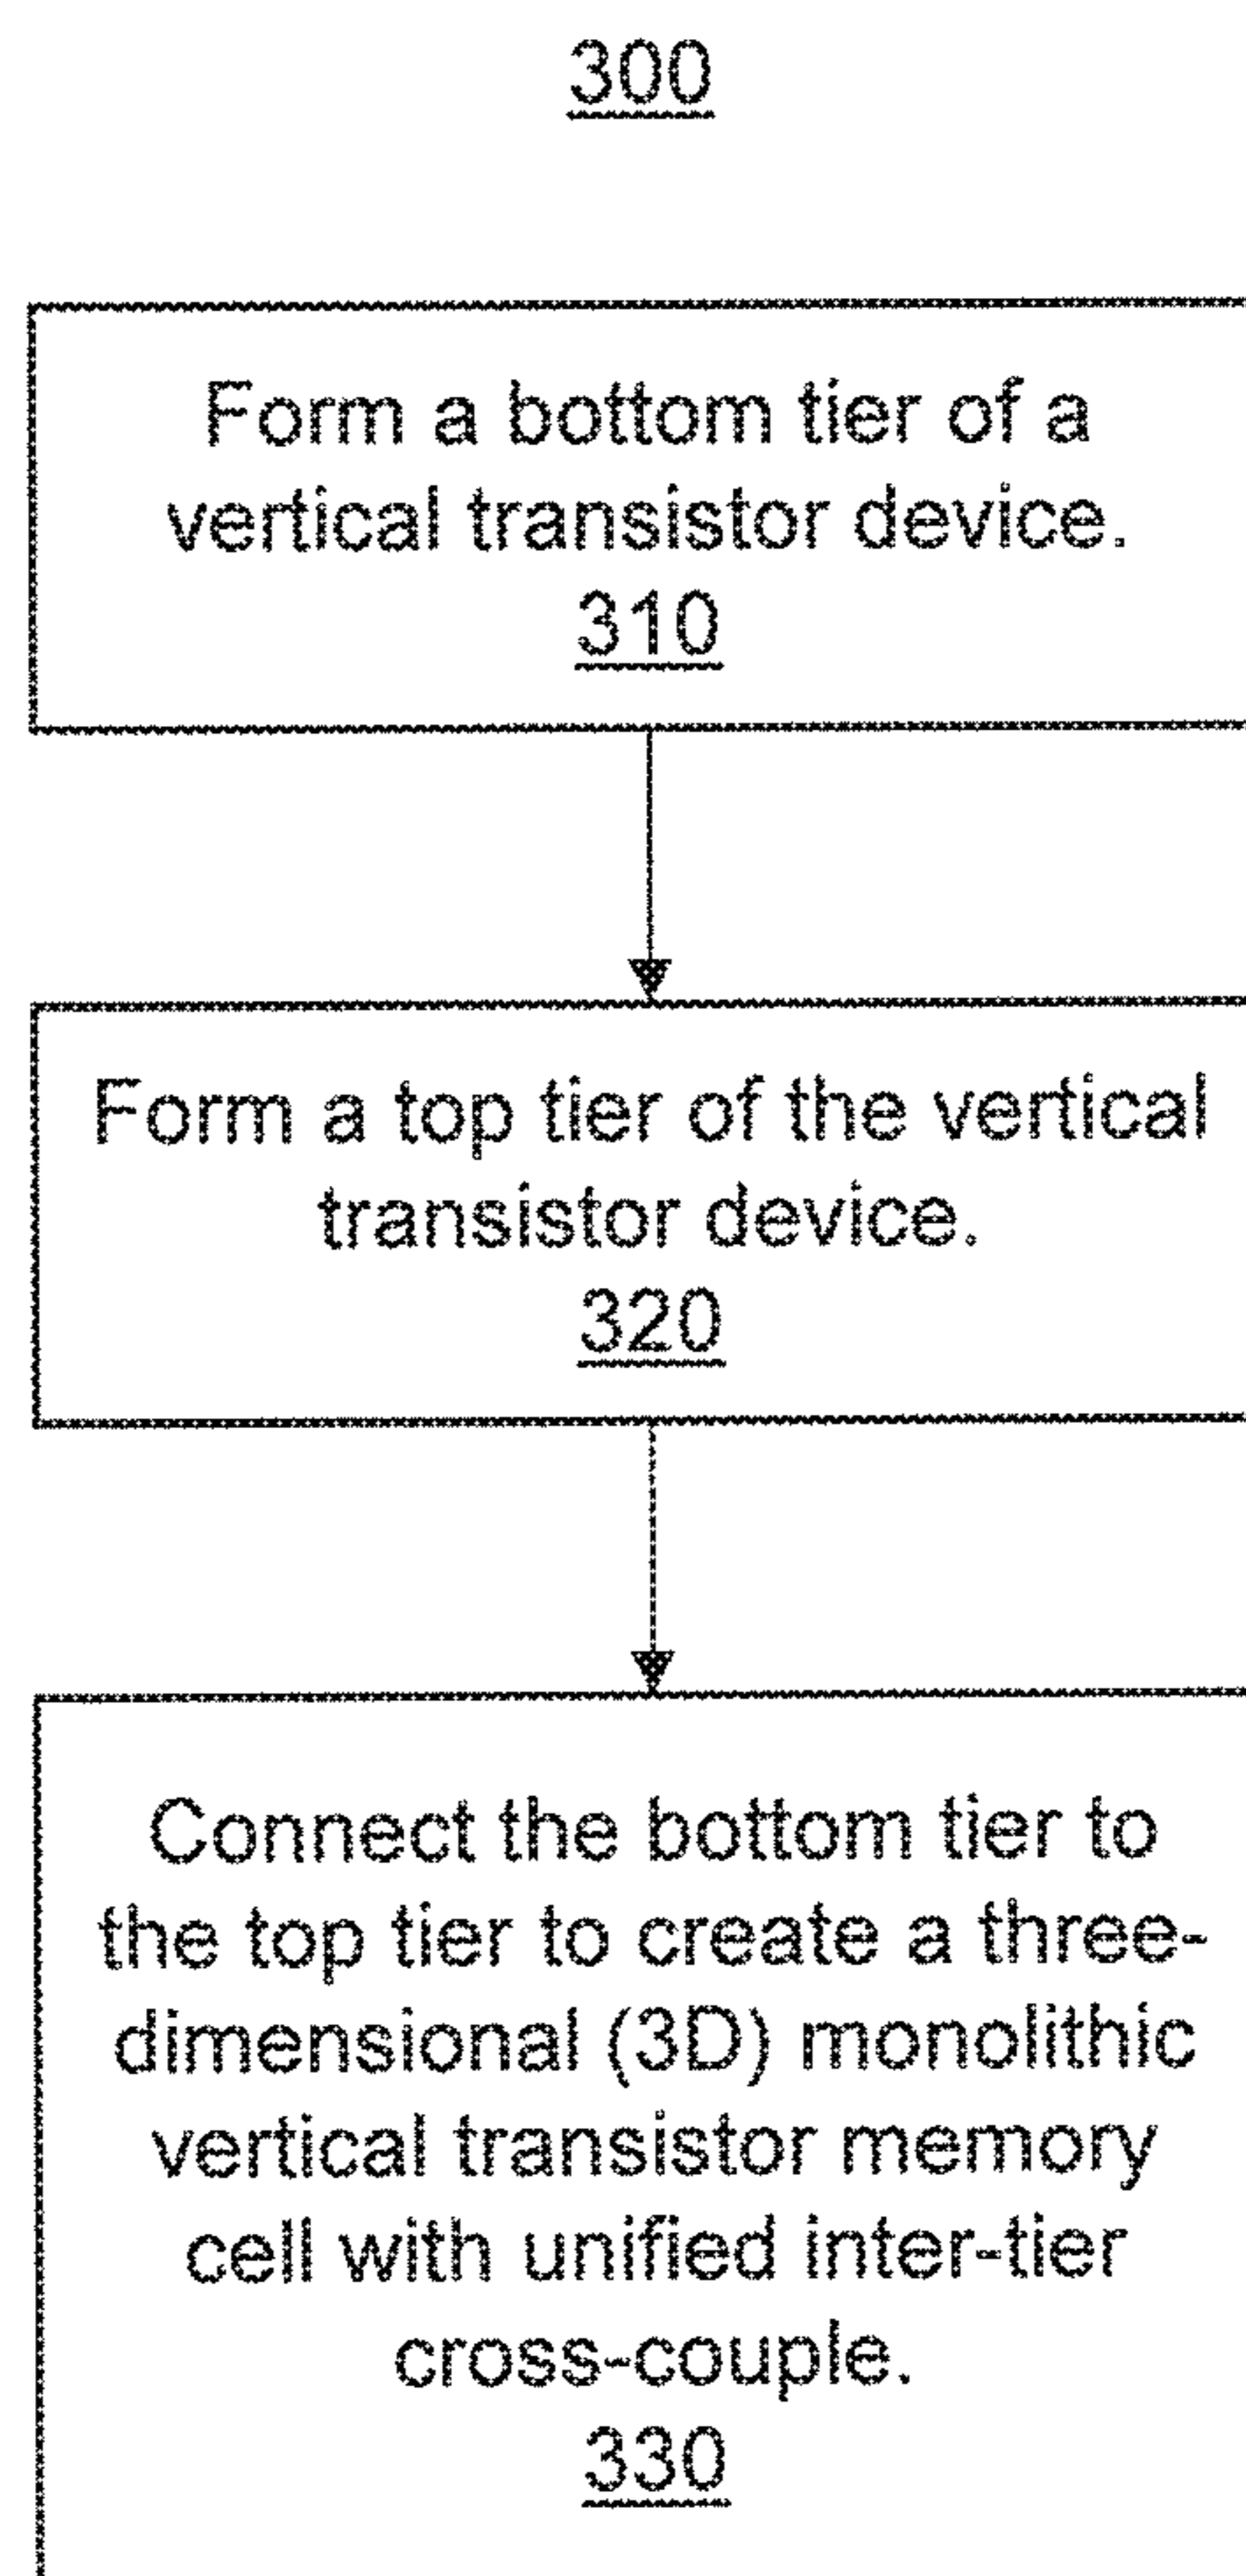 300
Form a bottom tier of a
vertical transistor device.
310
Form a top tier of the vertical
transistor device.
320
Connect the bottom tier to
the top tier to create a three-
dimensional (3D) monolithic
vertical transistor memory
cell with unified inter-tier
cross-couple.
330